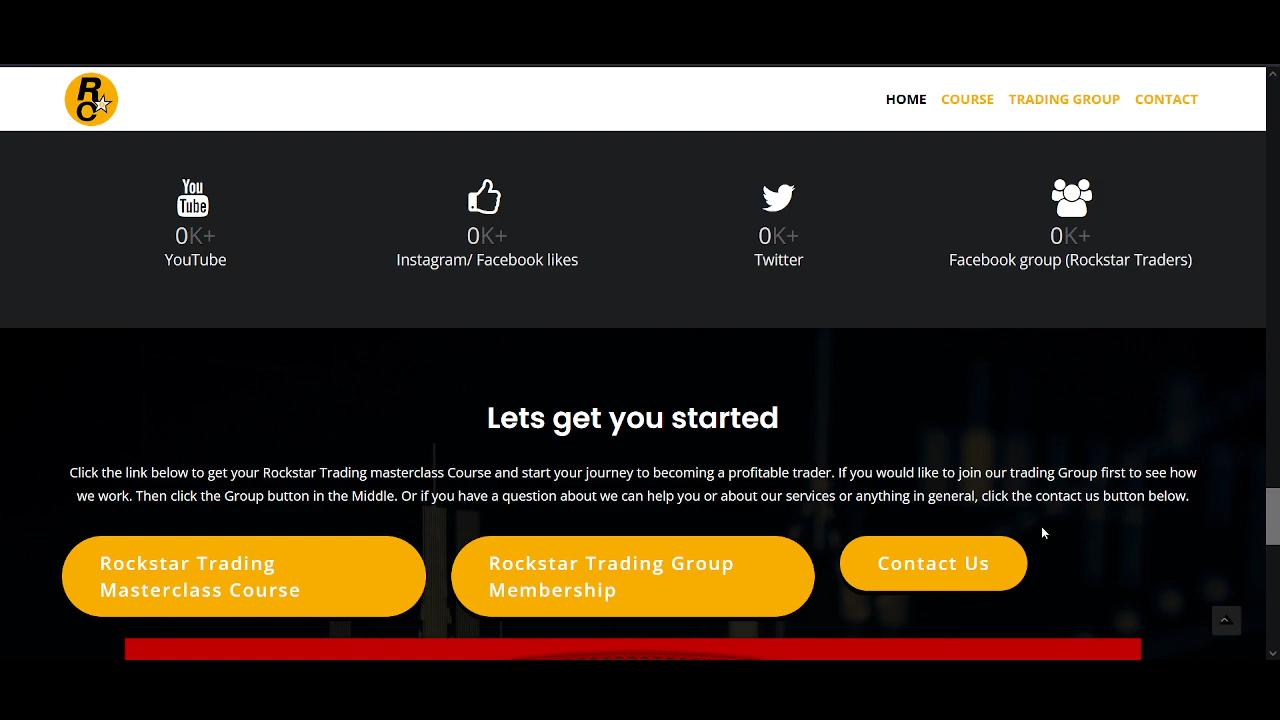 R
C
HOME COURSE TRADING GROUP CONTACT
You
Tube
0K+ 0K+ 0K+ 0K+
YouTube Instagram/ Facebook likes Twitter Facebook group (Rockstar Traders)
Lets get you started
Click the link below to get your Rockstar Trading masterclass Course and start your journey to becoming a profitable trader. If you would like to join our trading Group first to see how
we work. Then click the Group button in the Middle. Or if you have a question about we can help you or about our services or anything in general, click the contact us button below.
Rockstar Trading
Masterclass Course
Rockstar Trading Group
Membership
Contact Us